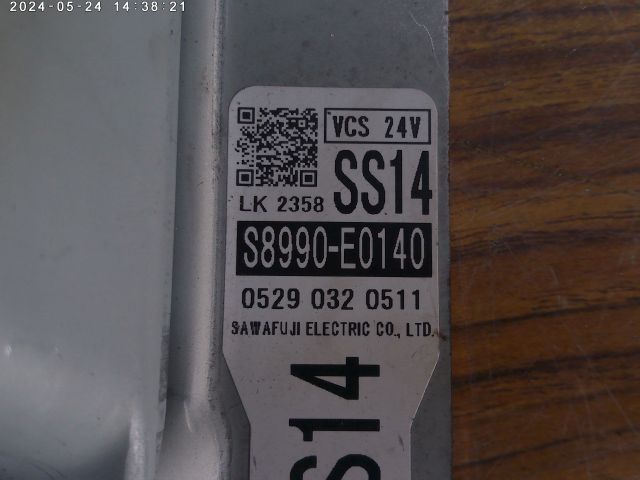 2024-05-24 14:38:21
VCS 24V
SS14
LK 2358
S8990-E0140
0529 032 0511
SAWAFUJI ELECTRIC CO., LTD.
SS14